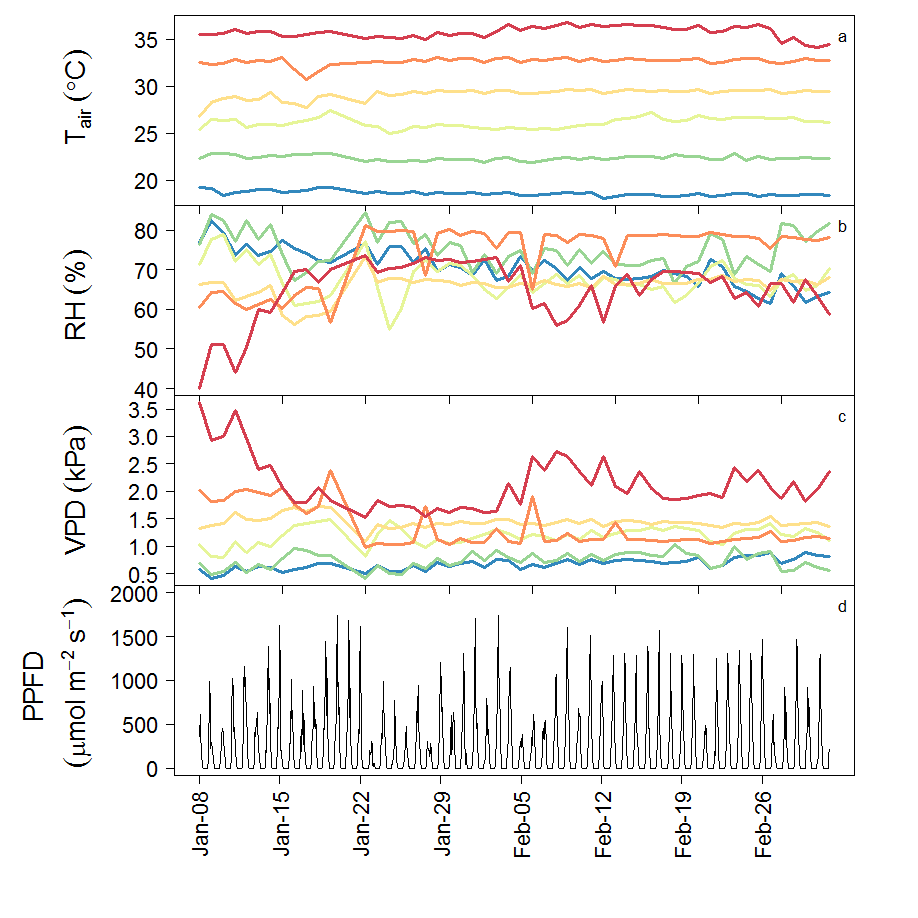 a
T_air (°C)
35
30
25
20
b
RH (%)
80
70
60
50
40
c
VPD (kPa)
3.5
3.0
2.5
2.0
1.5
1.0
0.5
d
PPFD
(μmol m⁻² s⁻¹)
2000
1500
1000
500
0
Jan-08
Jan-15
Jan-22
Jan-29
Feb-05
Feb-12
Feb-19
Feb-26